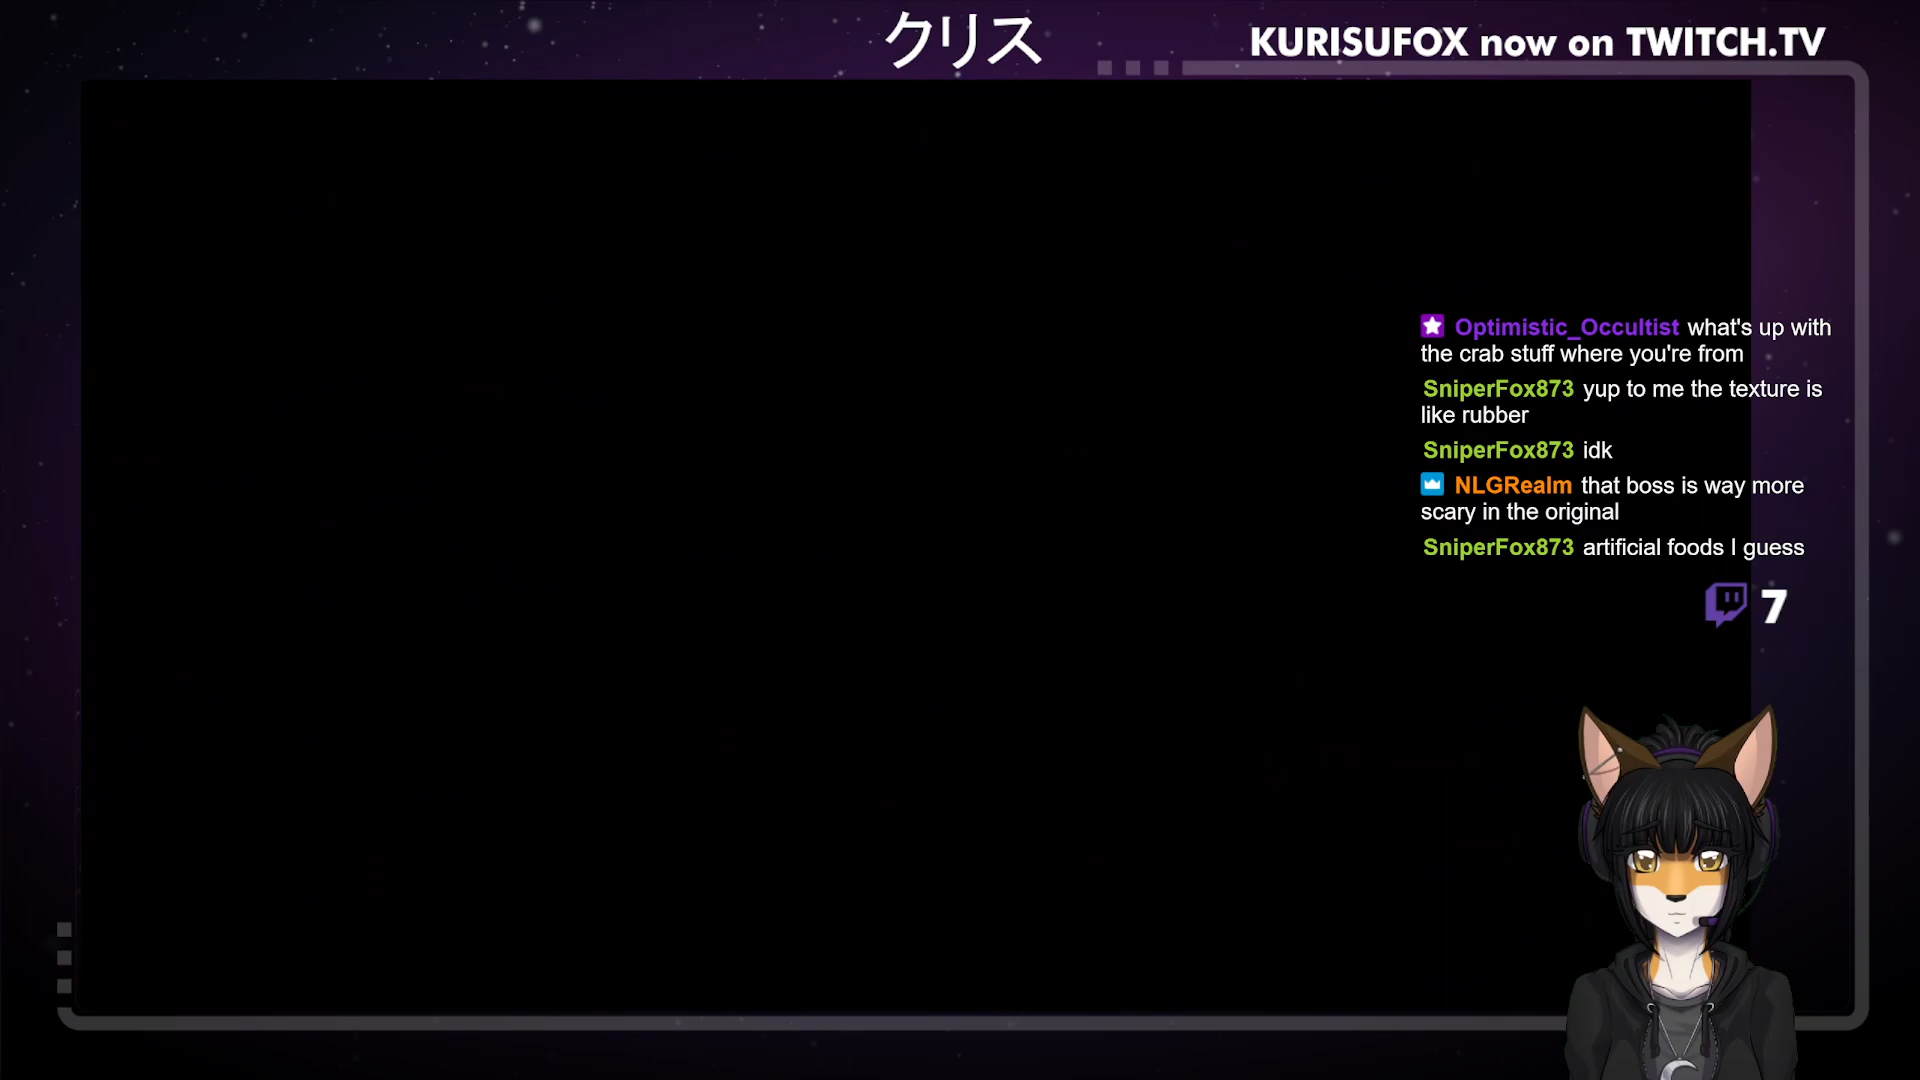 クリス
KURISUFOX now on TWITCH.TV
Optimistic_Occultist what's up with
the crab stuff where you're from
SniperFox873 yup to me the texture is
like rubber
SniperFox873 idk
NLGRealm that boss is way more
scary in the original
SniperFox873 artificial foods I guess
7